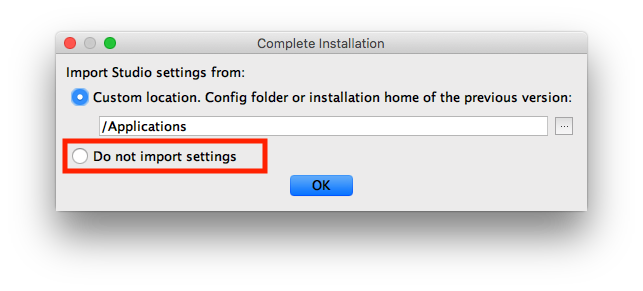 Complete Installation
Import Studio settings from:
Custom location. Config folder or installation home of the previous version:
/Applications
...
Do not import settings
OK